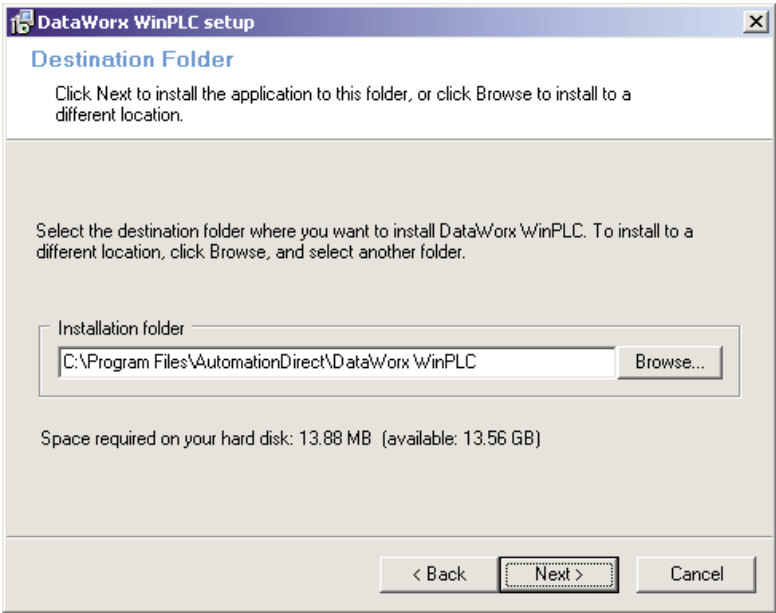 DataWorx WinPLC setup
Destination Folder
Click Next to install the application to this folder, or click Browse to install to a
different location.
Select the destination folder where you want to install DataWorx WinPLC. To install to a
different location, click Browse, and select another folder.
Installation folder
C:\Program Files\AutomationDirect\DataWorx WinPLC
Browse...
Space required on your hard disk: 13.88 MB  (available: 13.56 GB)
< Back
Next >
Cancel